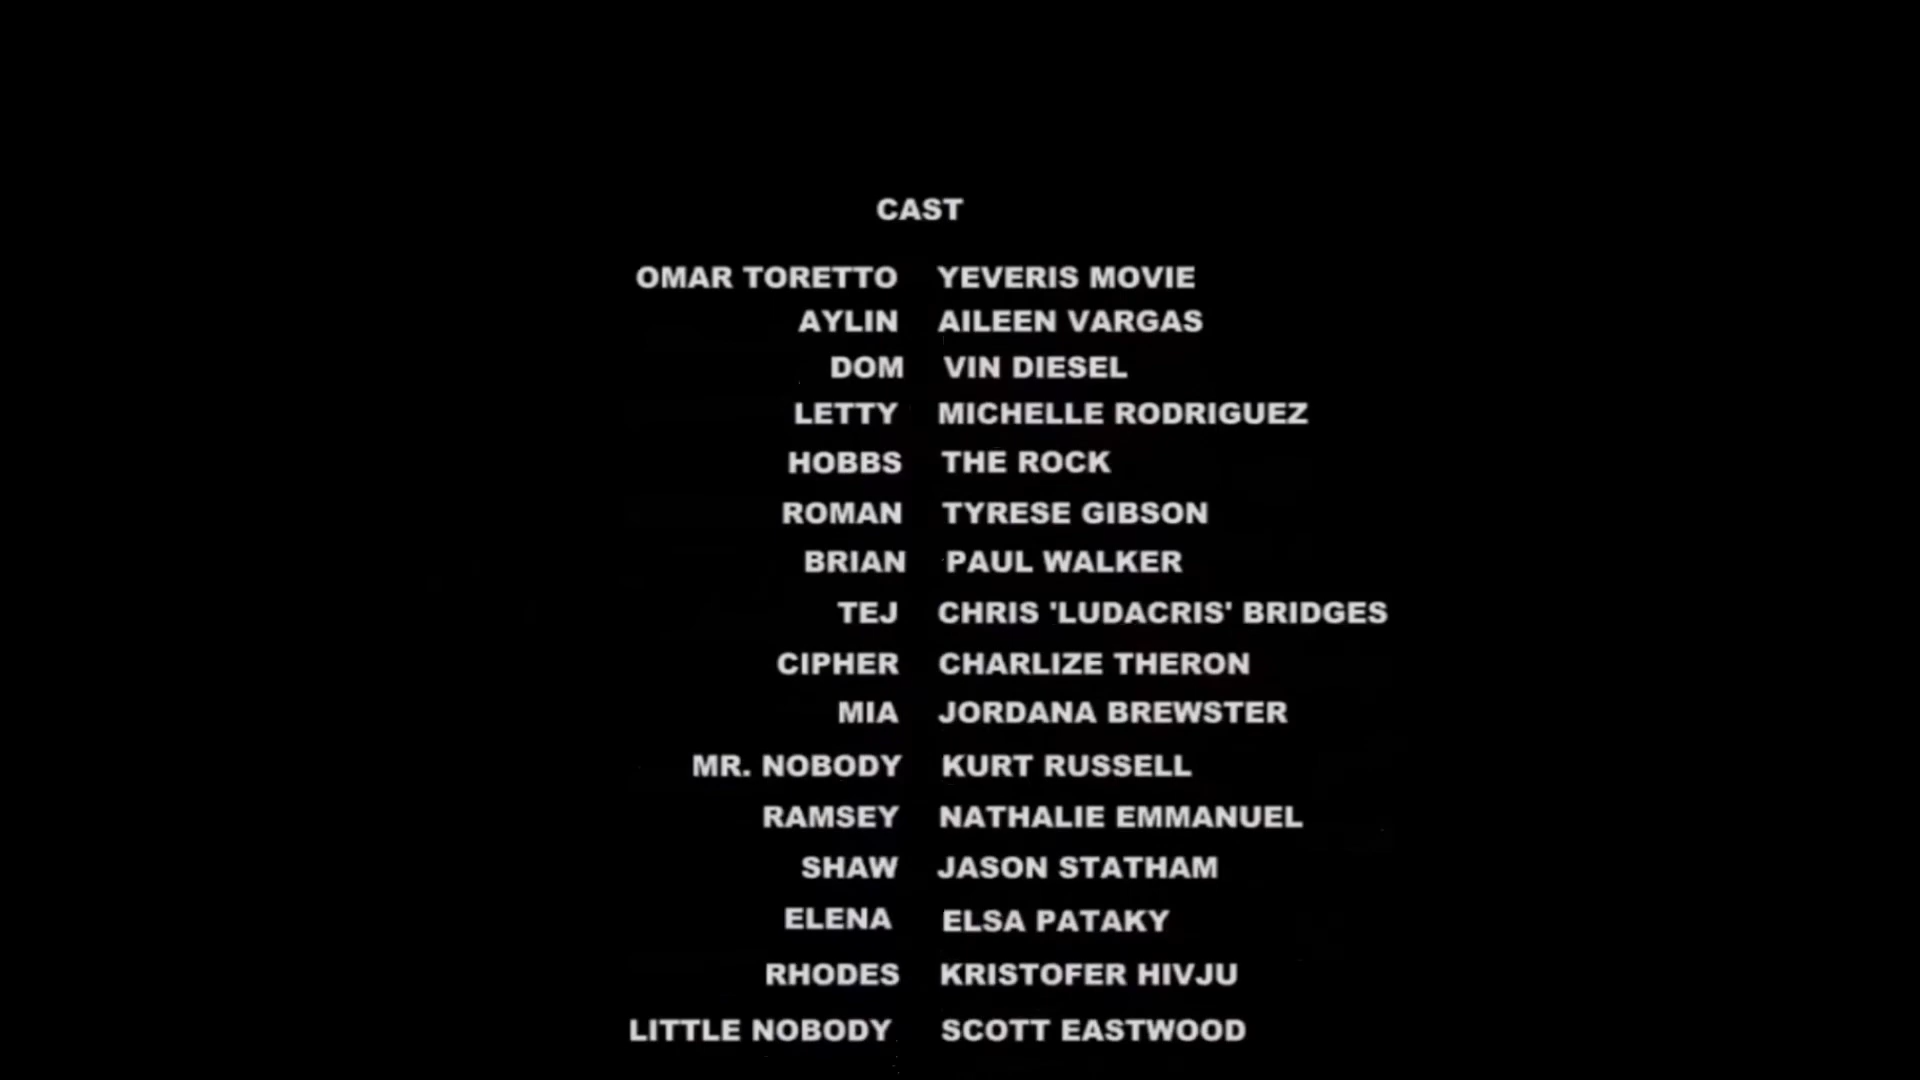 CAST
OMAR TORETTO YEVERIS MOVIE
AYLIN AILEEN VARGAS
DOM VIN DIESEL
LETTY MICHELLE RODRIGUEZ
HOBBS THE ROCK
ROMAN TYRESE GIBSON
BRIAN PAUL WALKER
TEJ CHRIS 'LUDACRIS' BRIDGES
CIPHER CHARLIZE THERON
MIA JORDANA BREWSTER
MR. NOBODY KURT RUSSELL
RAMSEY NATHALIE EMMANUEL
SHAW JASON STATHAM
ELENA ELSA PATAKY
RHODES KRISTOFER HIVJU
LITTLE NOBODY SCOTT EASTWOOD